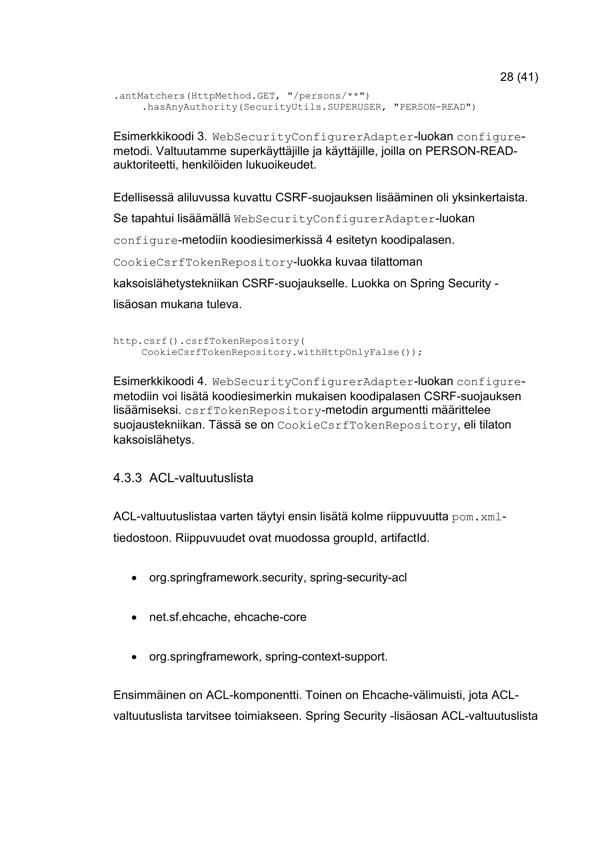 28 (41)
.antMatchers(HttpMethod.GET, "/persons/**")
.hasAnyAuthority(SecurityUtils.SUPERUSER, "PERSON-READ")
Esimerkkikoodi 3. WebSecurityConfigurerAdapter-luokan configure-
metodi. Valtuutamme superkäyttäjille ja käyttäjille, joilla on PERSON-READ-
auktoriteetti, henkilöiden lukuoikeudet.
Edellisessä aliluvussa kuvattu CSRF-suojauksen lisääminen oli yksinkertaista.
Se tapahtui lisäämällä WebSecurityConfigurerAdapter-luokan
configure-metodiin koodiesimerkissä 4 esitetyn koodipalasen.
CookieCsrfTokenRepository-luokka kuvaa tilattoman
kaksoislähetystekniikan CSRF-suojaukselle. Luokka on Spring Security -
lisäosan mukana tuleva.
http.csrf().csrfTokenRepository(
CookieCsrfTokenRepository.withHttpOnlyFalse());
Esimerkkikoodi 4. WebSecurityConfigurerAdapter-luokan configure-
metodiin voi lisätä koodiesimerkin mukaisen koodipalasen CSRF-suojauksen
lisäämiseksi. csrfTokenRepository-metodin argumentti määrittelee
suojaustekniikan. Tässä se on CookieCsrfTokenRepository, eli tilaton
kaksoislähetys.
4.3.3 ACL-valtuutuslista
ACL-valtuutuslistaa varten täytyi ensin lisätä kolme riippuvuutta pom.xml-
tiedostoon. Riippuvuudet ovat muodossa groupId, artifactId.
• org.springframework.security, spring-security-acl
• net.sf.ehcache, ehcache-core
• org.springframework, spring-context-support.
Ensimmäinen on ACL-komponentti. Toinen on Ehcache-välimuisti, jota ACL-
valtuutuslista tarvitsee toimiakseen. Spring Security -lisäosan ACL-valtuutuslista